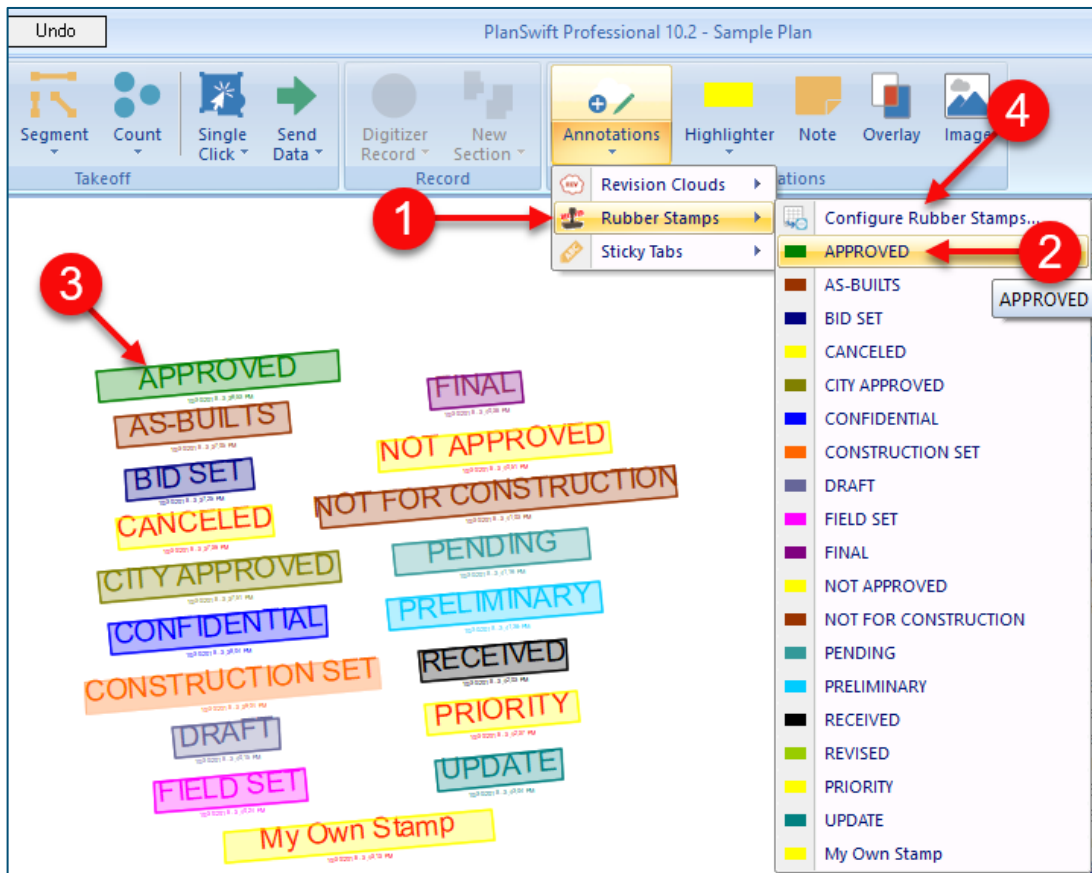 Undo
PlanSwift Professional 10.2 - Sample Plan
Segment
Count
Single Click
Send Data
Digitizer Record
New Section
Annotations
Highlighter
Note
Overlay
Image
4
Takeoff
Record
ations
REV
Revision Clouds
1
Rubber Stamps
Sticky Tabs
Configure Rubber Stamps...
APPROVED
2
APPROVED
AS-BUILTS
BID SET
CANCELED
CITY APPROVED
CONFIDENTIAL
CONSTRUCTION SET
DRAFT
FIELD SET
FINAL
NOT APPROVED
NOT FOR CONSTRUCTION
PENDING
PRELIMINARY
RECEIVED
REVISED
PRIORITY
UPDATE
My Own Stamp
3
APPROVED
AS-BUILTS
BID SET
CANCELED
CITY APPROVED
CONFIDENTIAL
CONSTRUCTION SET
DRAFT
FIELD SET
FINAL
NOT APPROVED
NOT FOR CONSTRUCTION
PENDING
PRELIMINARY
RECEIVED
PRIORITY
UPDATE
My Own Stamp